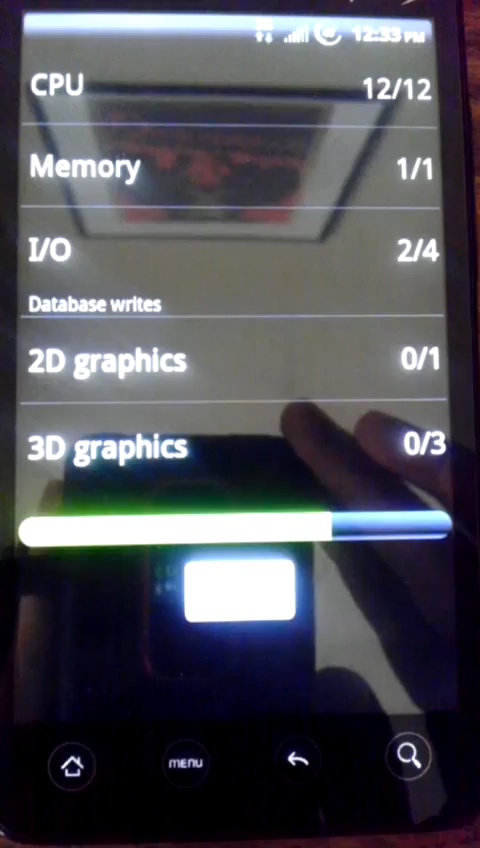 12:33 PM
CPU 12/12
Memory 1/1
I/O 2/4
Database writes
2D graphics 0/1
3D graphics 0/3
MENU